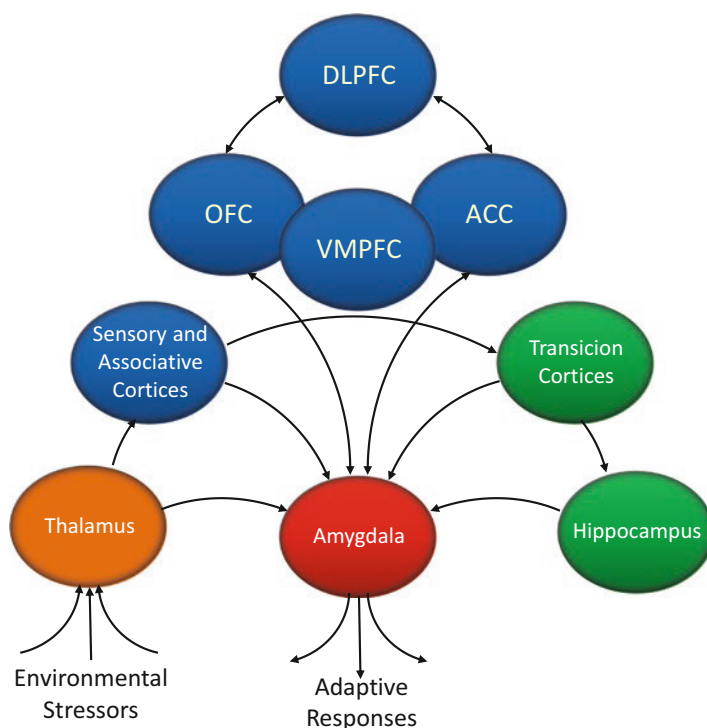 DLPFC
OFC
VMPFC
ACC
Sensory and
Associative
Cortices
Transicion
Cortices
Thalamus
Amygdala
Hippocampus
Environmental
Stressors
Adaptive
Responses